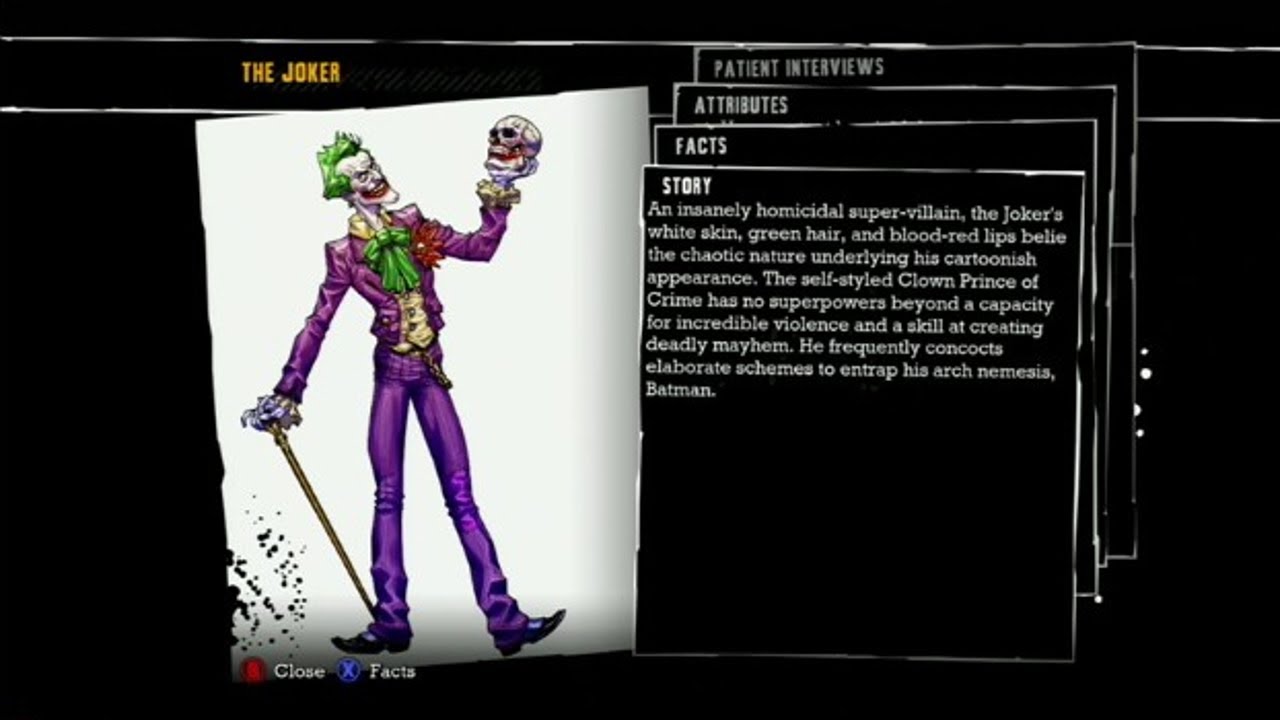 THE JOKER
PATIENT INTERVIEWS
ATTRIBUTES
FACTS
STORY
An insanely homicidal super-villain, the Joker's
white skin, green hair, and blood-red lips belie
the chaotic nature underlying his cartoonish
appearance. The self-styled Clown Prince of
Crime has no superpowers beyond a capacity
for incredible violence and a skill at creating
deadly mayhem. He frequently concocts
elaborate schemes to entrap his arch nemesis,
Batman.
B Close X Facts